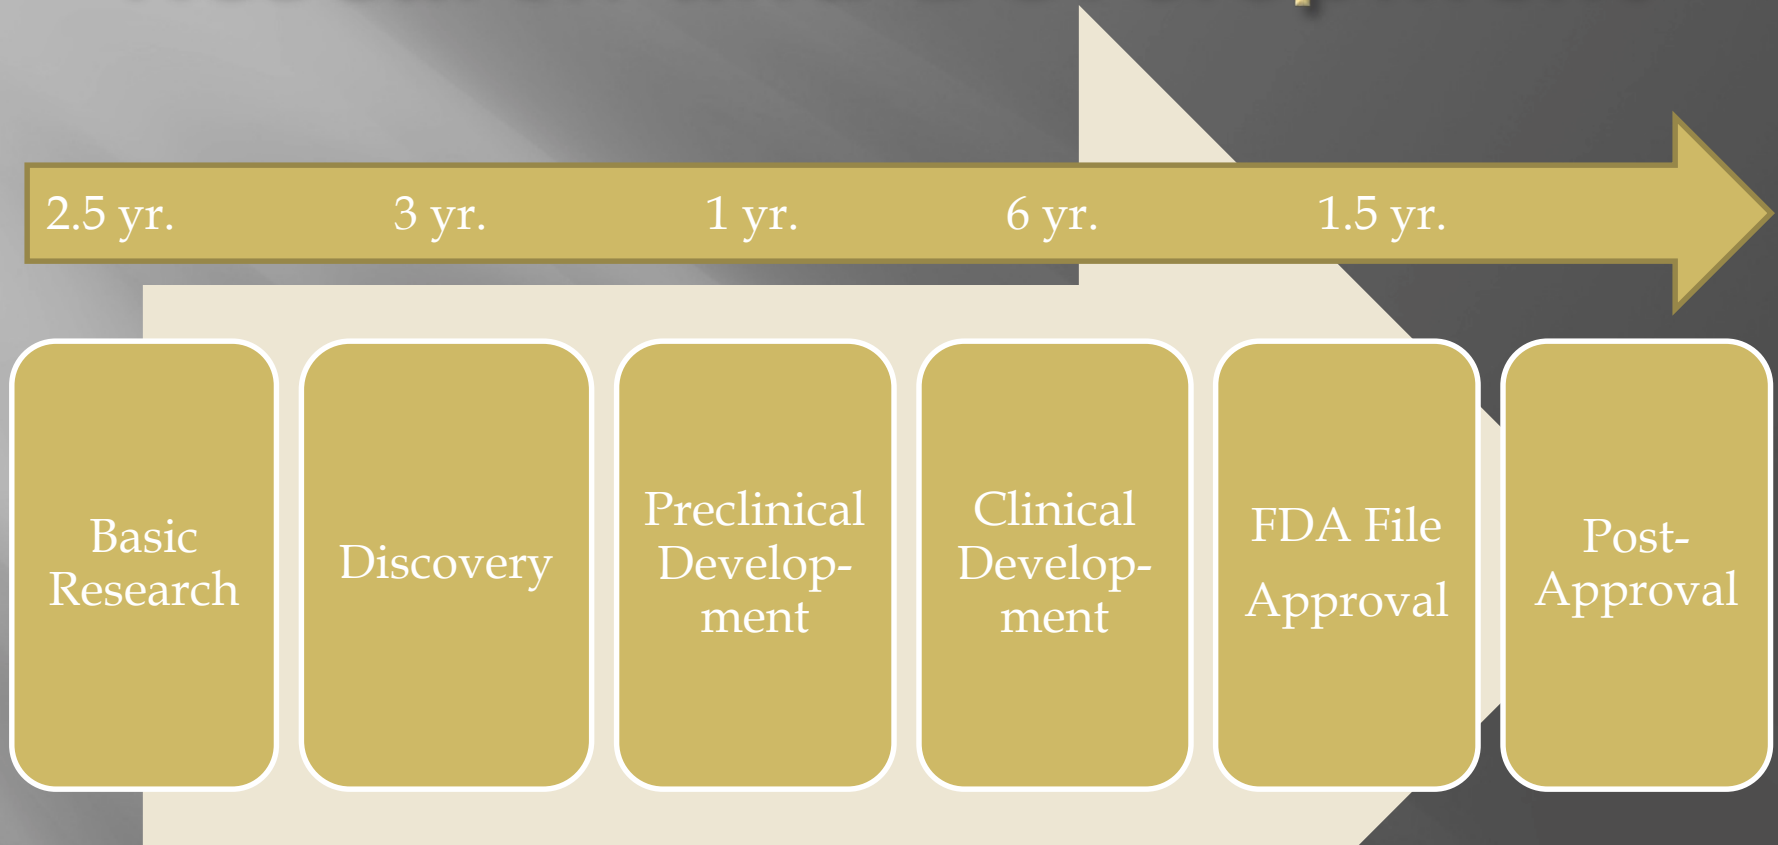 2.5 yr.
3 yr.
1 yr.
6 yr.
1.5 yr.
Basic
Research
Discovery
Preclinical
Develop-
ment
Clinical
Develop-
ment
FDA File
Approval
Post-
Approval